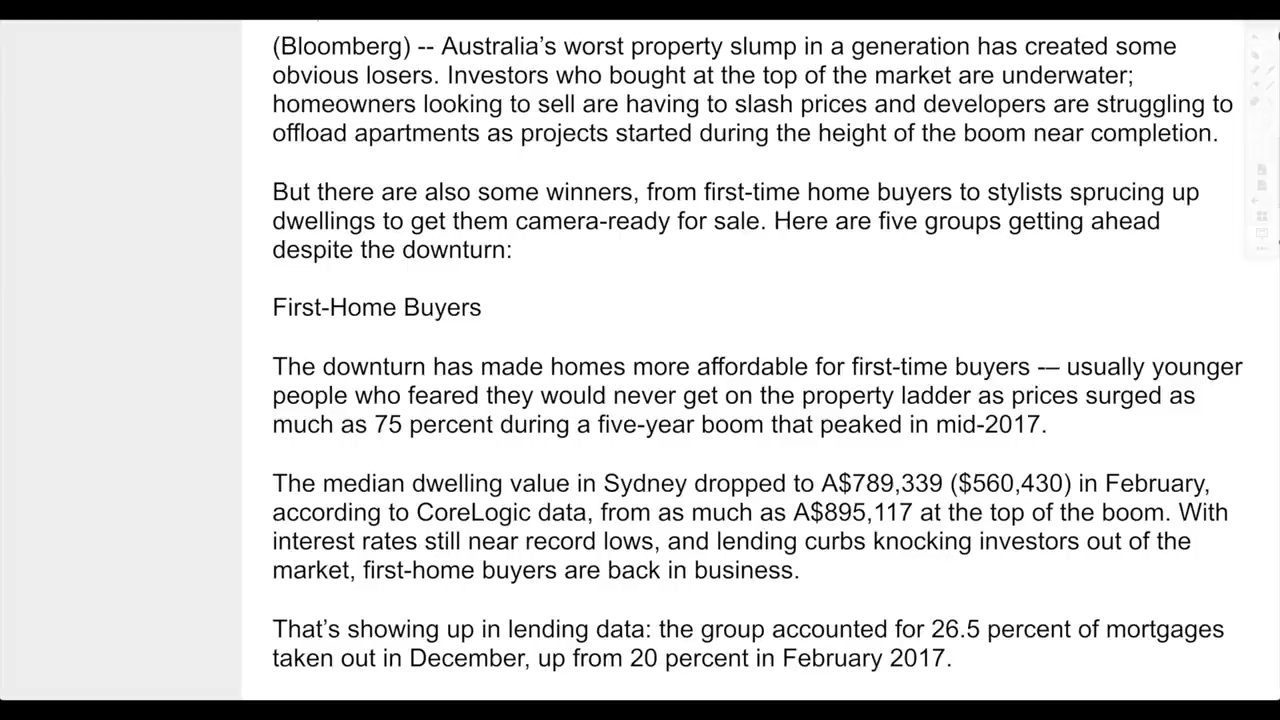 (Bloomberg) -- Australia’s worst property slump in a generation has created some
obvious losers. Investors who bought at the top of the market are underwater;
homeowners looking to sell are having to slash prices and developers are struggling to
offload apartments as projects started during the height of the boom near completion.
But there are also some winners, from first-time home buyers to stylists sprucing up
dwellings to get them camera-ready for sale. Here are five groups getting ahead
despite the downturn:
First-Home Buyers
The downturn has made homes more affordable for first-time buyers -– usually younger
people who feared they would never get on the property ladder as prices surged as
much as 75 percent during a five-year boom that peaked in mid-2017.
The median dwelling value in Sydney dropped to A$789,339 ($560,430) in February,
according to CoreLogic data, from as much as A$895,117 at the top of the boom. With
interest rates still near record lows, and lending curbs knocking investors out of the
market, first-home buyers are back in business.
That’s showing up in lending data: the group accounted for 26.5 percent of mortgages
taken out in December, up from 20 percent in February 2017.